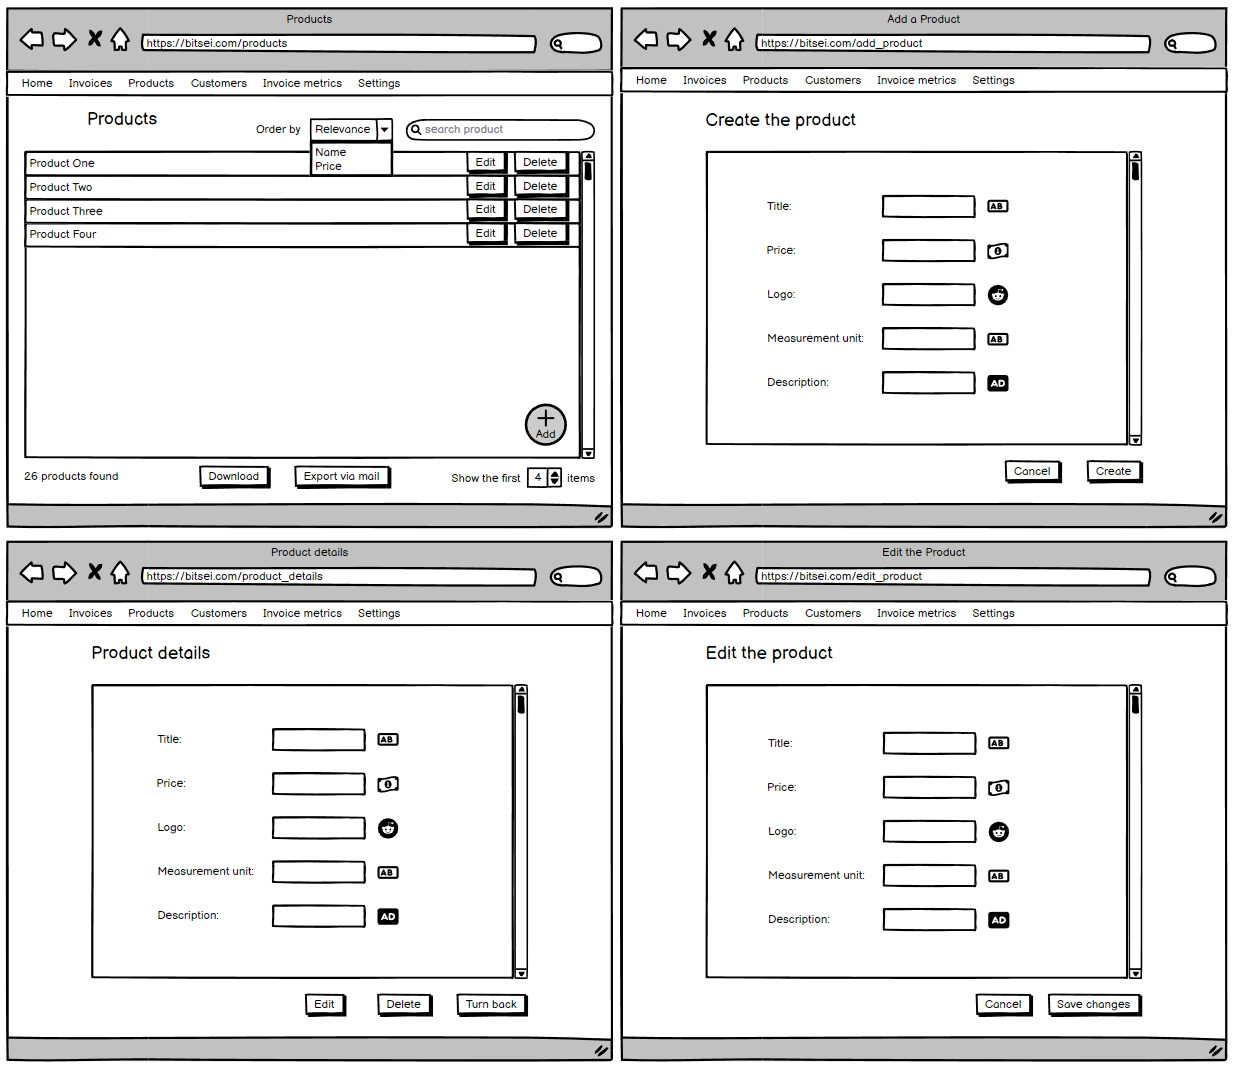 Products
https://bitsei.com/products
Home Invoices Products Customers Invoice metrics Settings
Products
Order by Relevance search product
Name
Price
Product One Edit Delete
Product Two Edit Delete
Product Three Edit Delete
Product Four Edit Delete
Add
26 products found Download Export via mail Show the first 4 items
Add a Product
https://bitsei.com/add_product
Home Invoices Products Customers Invoice metrics Settings
Create the product
Title: AB
Price:
Logo:
Measurement unit: AB
Description: AD
Cancel Create
Product details
https://bitsei.com/product_details
Home Invoices Products Customers Invoice metrics Settings
Product details
Title: AB
Price:
Logo:
Measurement unit: AB
Description: AD
Edit Delete Turn back
Edit the Product
https://bitsei.com/edit_product
Home Invoices Products Customers Invoice metrics Settings
Edit the product
Title: AB
Price:
Logo:
Measurement unit: AB
Description: AD
Cancel Save changes